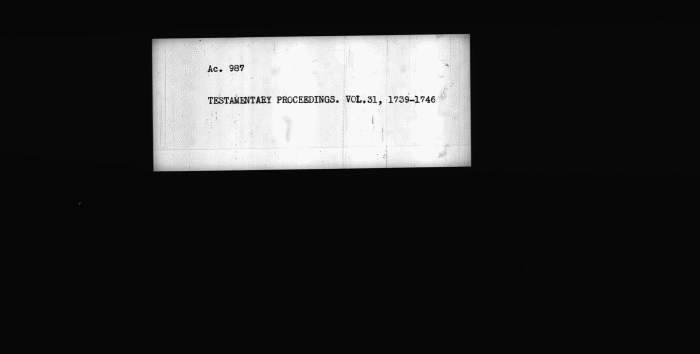 Ac. 987
TESTAMENTARY PROCEEDINGS. VOL.31, 1739-1746